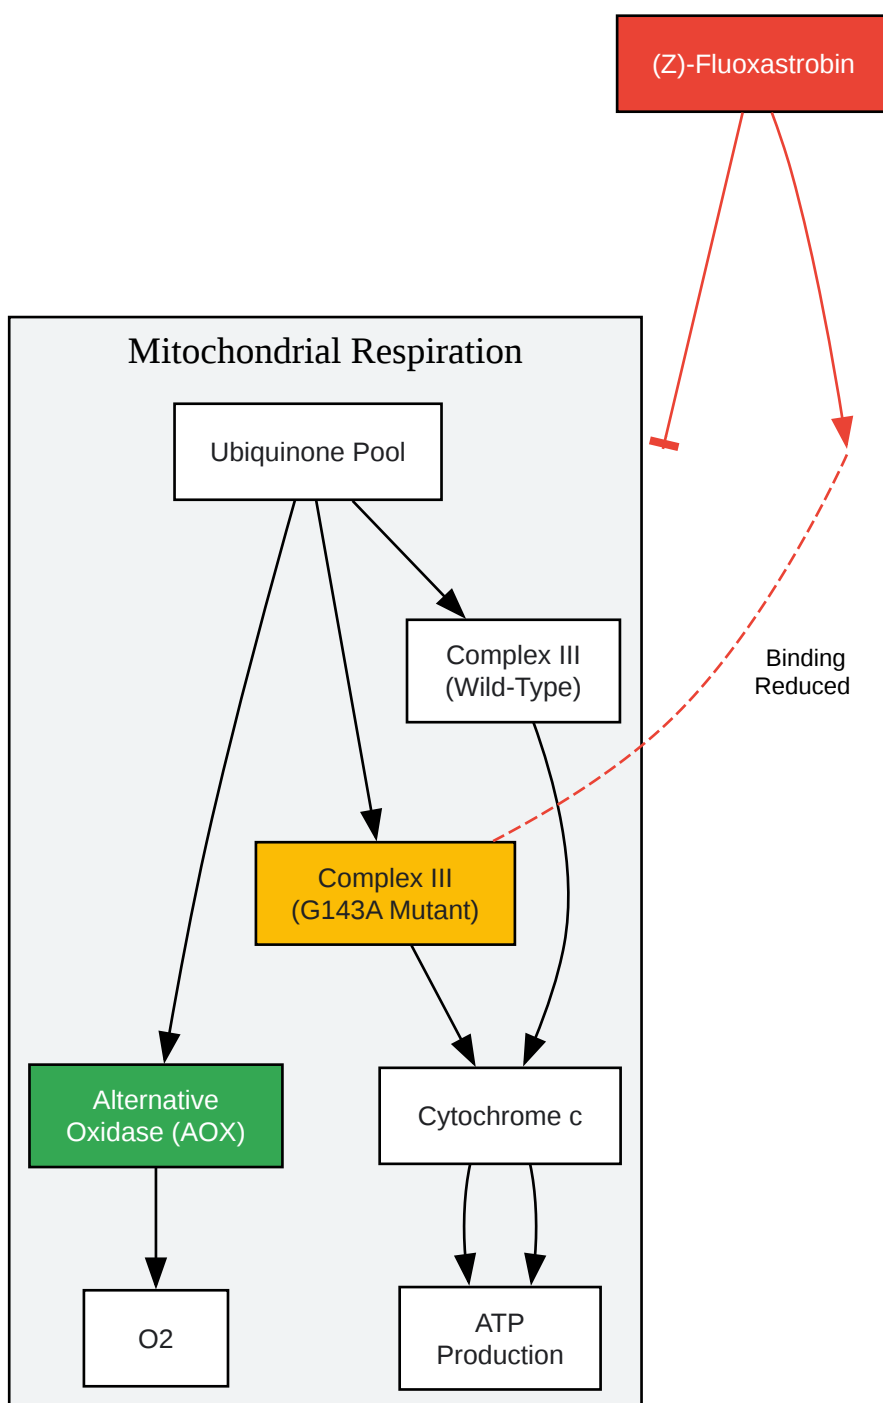 (Z)-Fluoxastrobin
Mitochondrial Respiration
Ubiquinone Pool
Complex III
(Wild-Type)
Binding
Reduced
Complex III
(G143A Mutant)
Alternative
Oxidase (AOX)
Cytochrome c
O2
ATP
Production